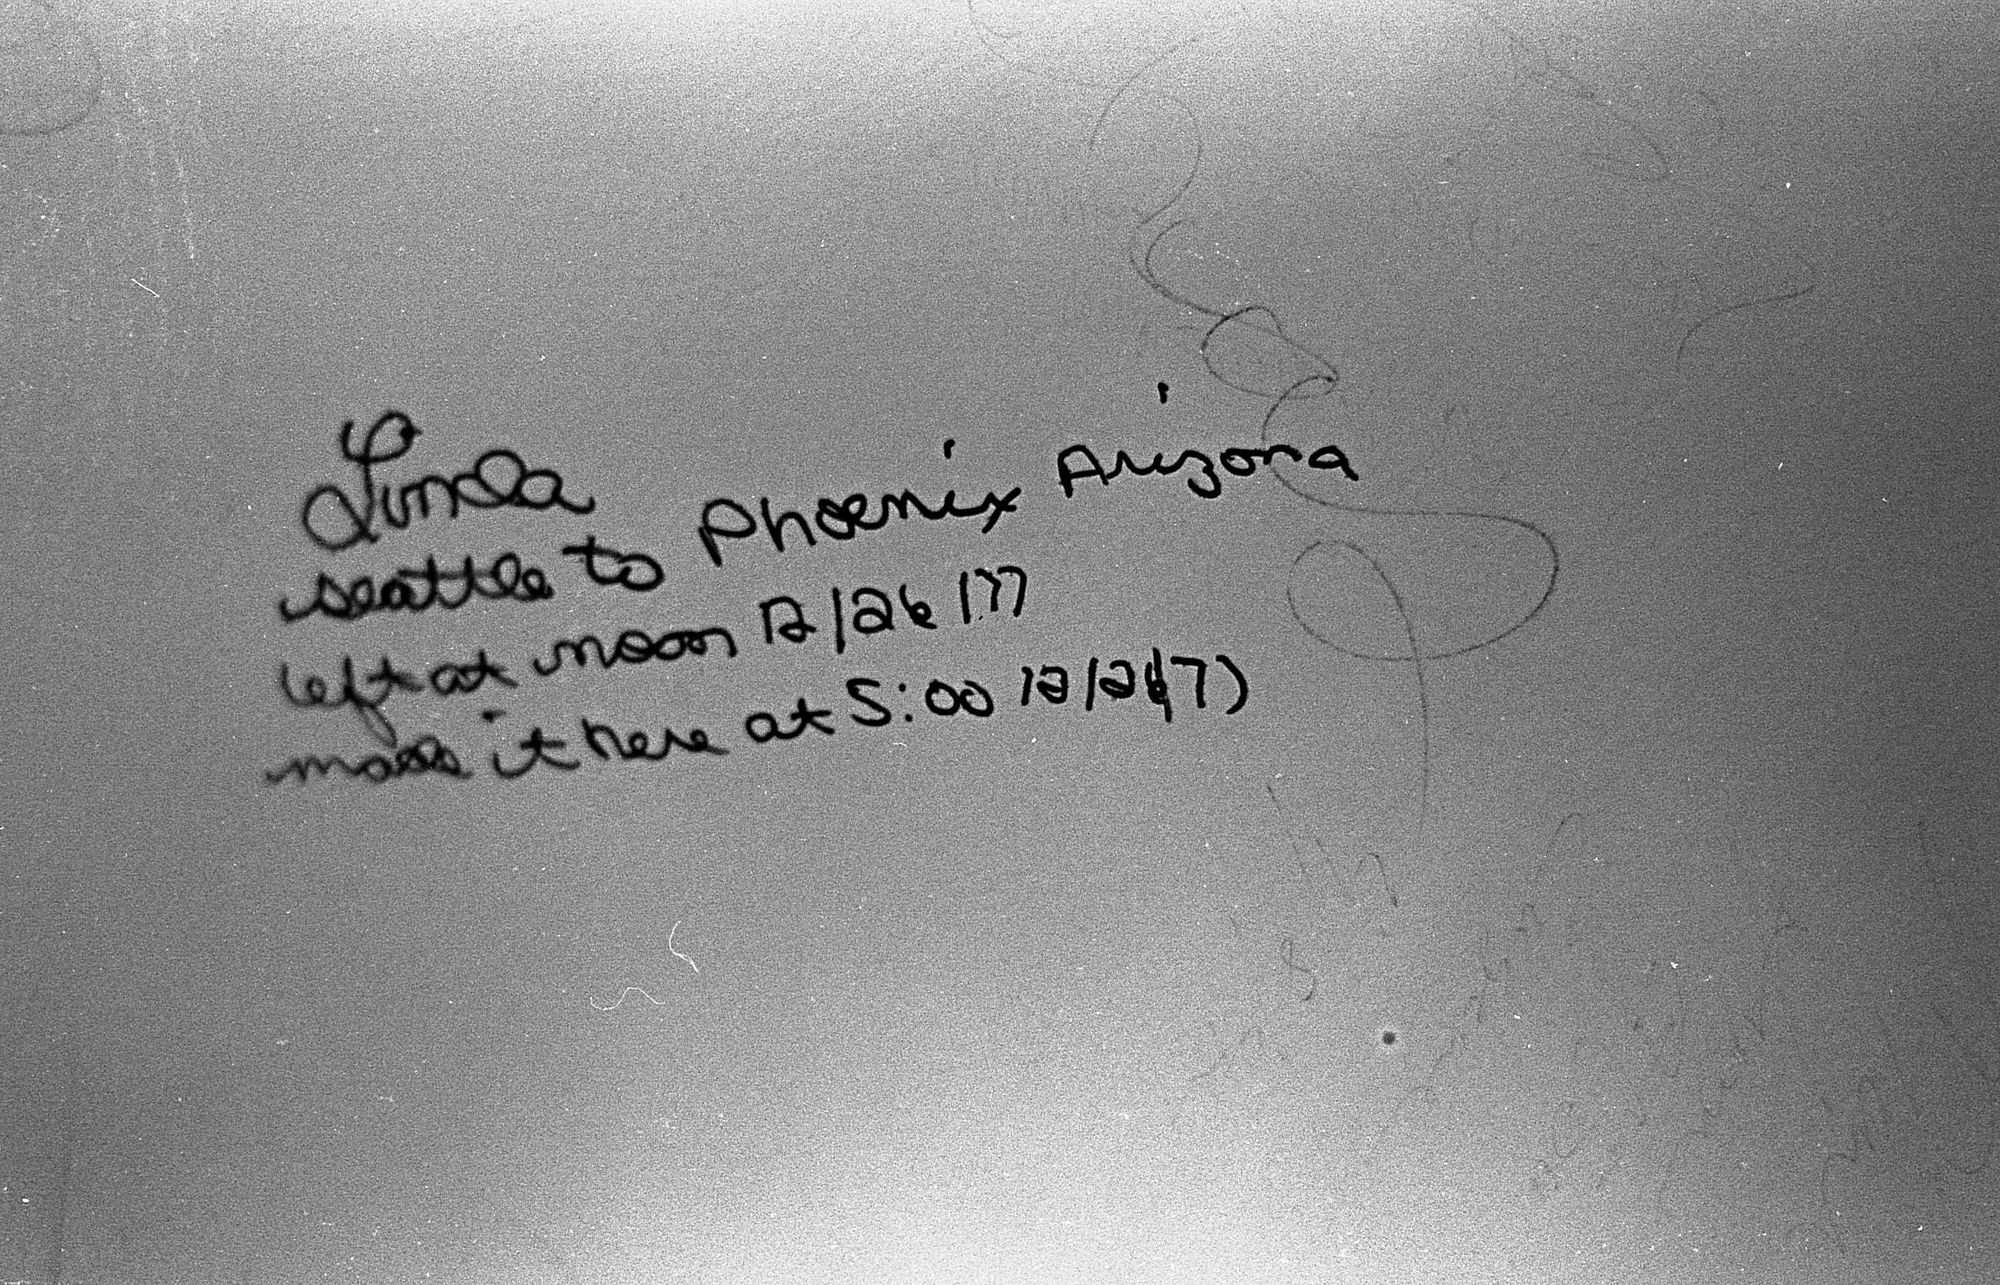 Linda
seattle to Phoenix Arizona
left at noon 12/26/77
made it here at 5:00 12/26/77